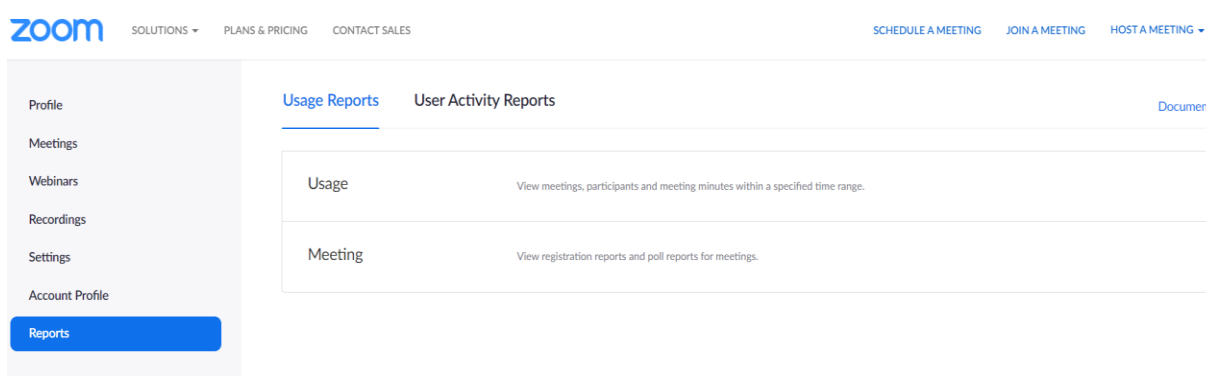 zoom SOLUTIONS PLANS & PRICING CONTACT SALES SCHEDULE A MEETING JOIN A MEETING HOST A MEETING
Profile
Meetings
Webinars
Recordings
Settings
Account Profile
Reports
Usage Reports User Activity Reports Documen
Usage View meetings, participants and meeting minutes within a specified time range.
Meeting View registration reports and poll reports for meetings.